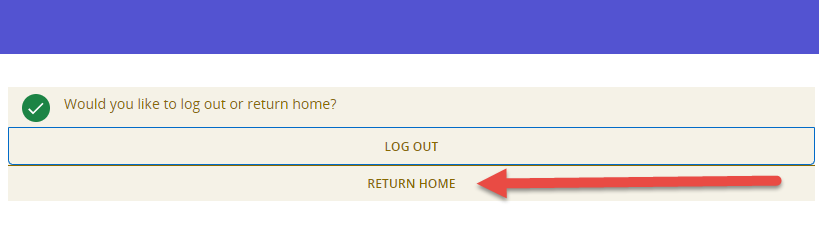 Would you like to log out or return home?
LOG OUT
RETURN HOME